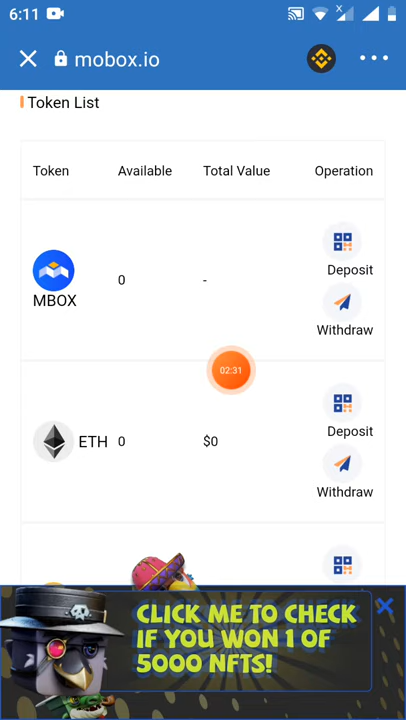 6:11
mobox.io
Token List
Token Available Total Value Operation
Deposit
0 -
MBOX
Withdraw
02:31
Deposit
ETH 0 $0
Withdraw
CLICK ME TO CHECK
IF YOU WON 1 OF
5000 NFTS!